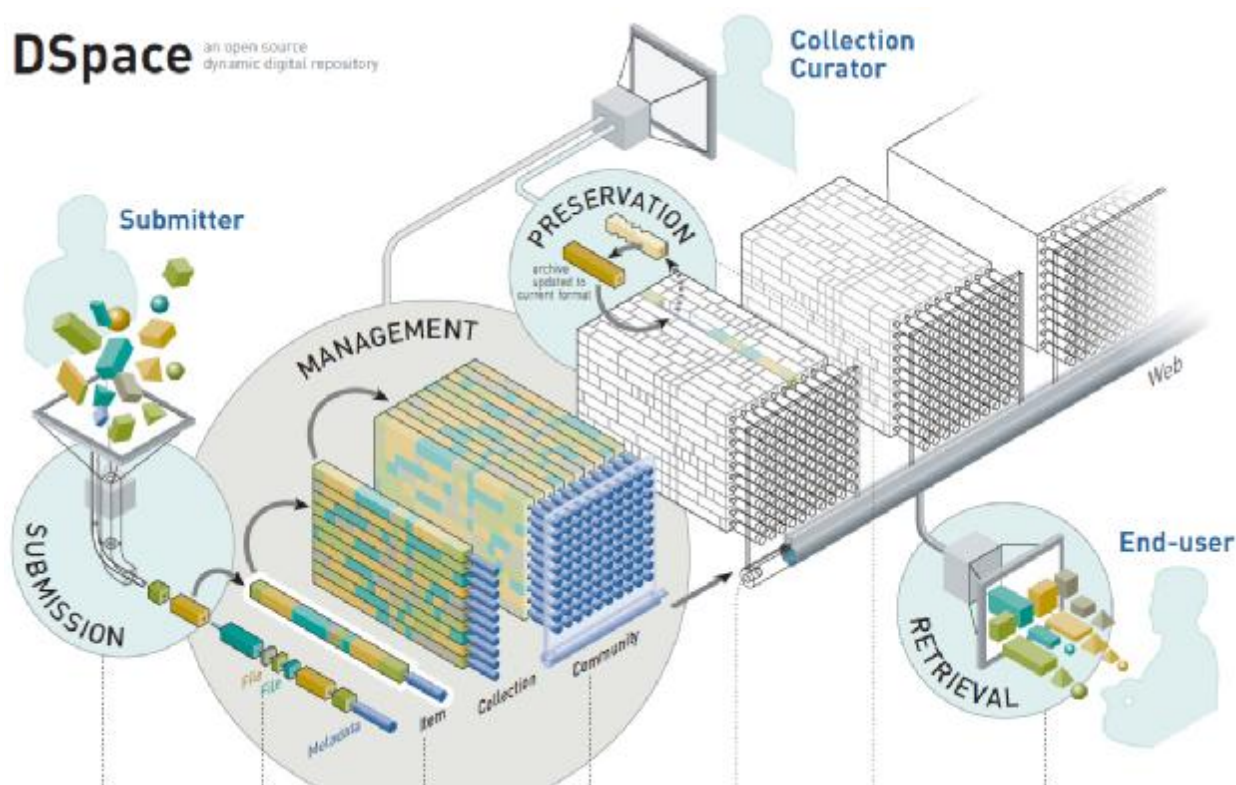 DSpace
an open source
dynamic digital repository
Collection
Curator
Submitter
PRESERVATION
archive
updated to
current format
MANAGEMENT
Web
SUBMISSION
End-user
RETRIEVAL
File
File
Metadata
Item
Collection
Community